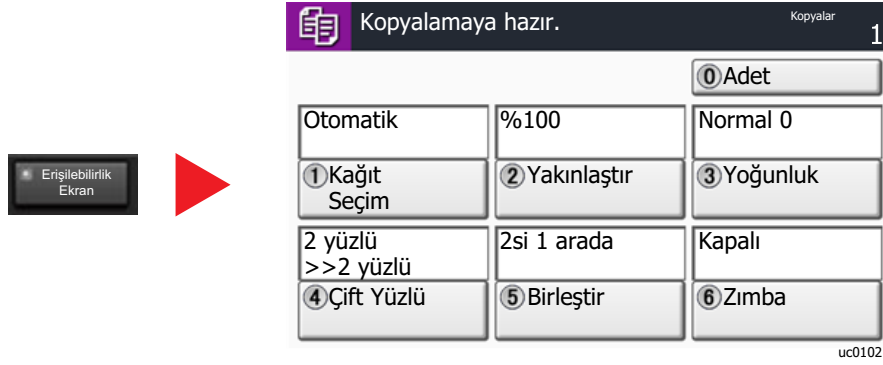 Kopyalamaya hazır.
Kopyalar
1
0 Adet
Otomatik
%100
Normal 0
1 Kağıt
Seçim
2 Yakınlaştır
3 Yoğunluk
Erişilebilirlik
Ekran
2 yüzlü
>>2 yüzlü
2si 1 arada
Kapalı
4 Çift Yüzlü
5 Birleştir
6 Zımba
uc0102